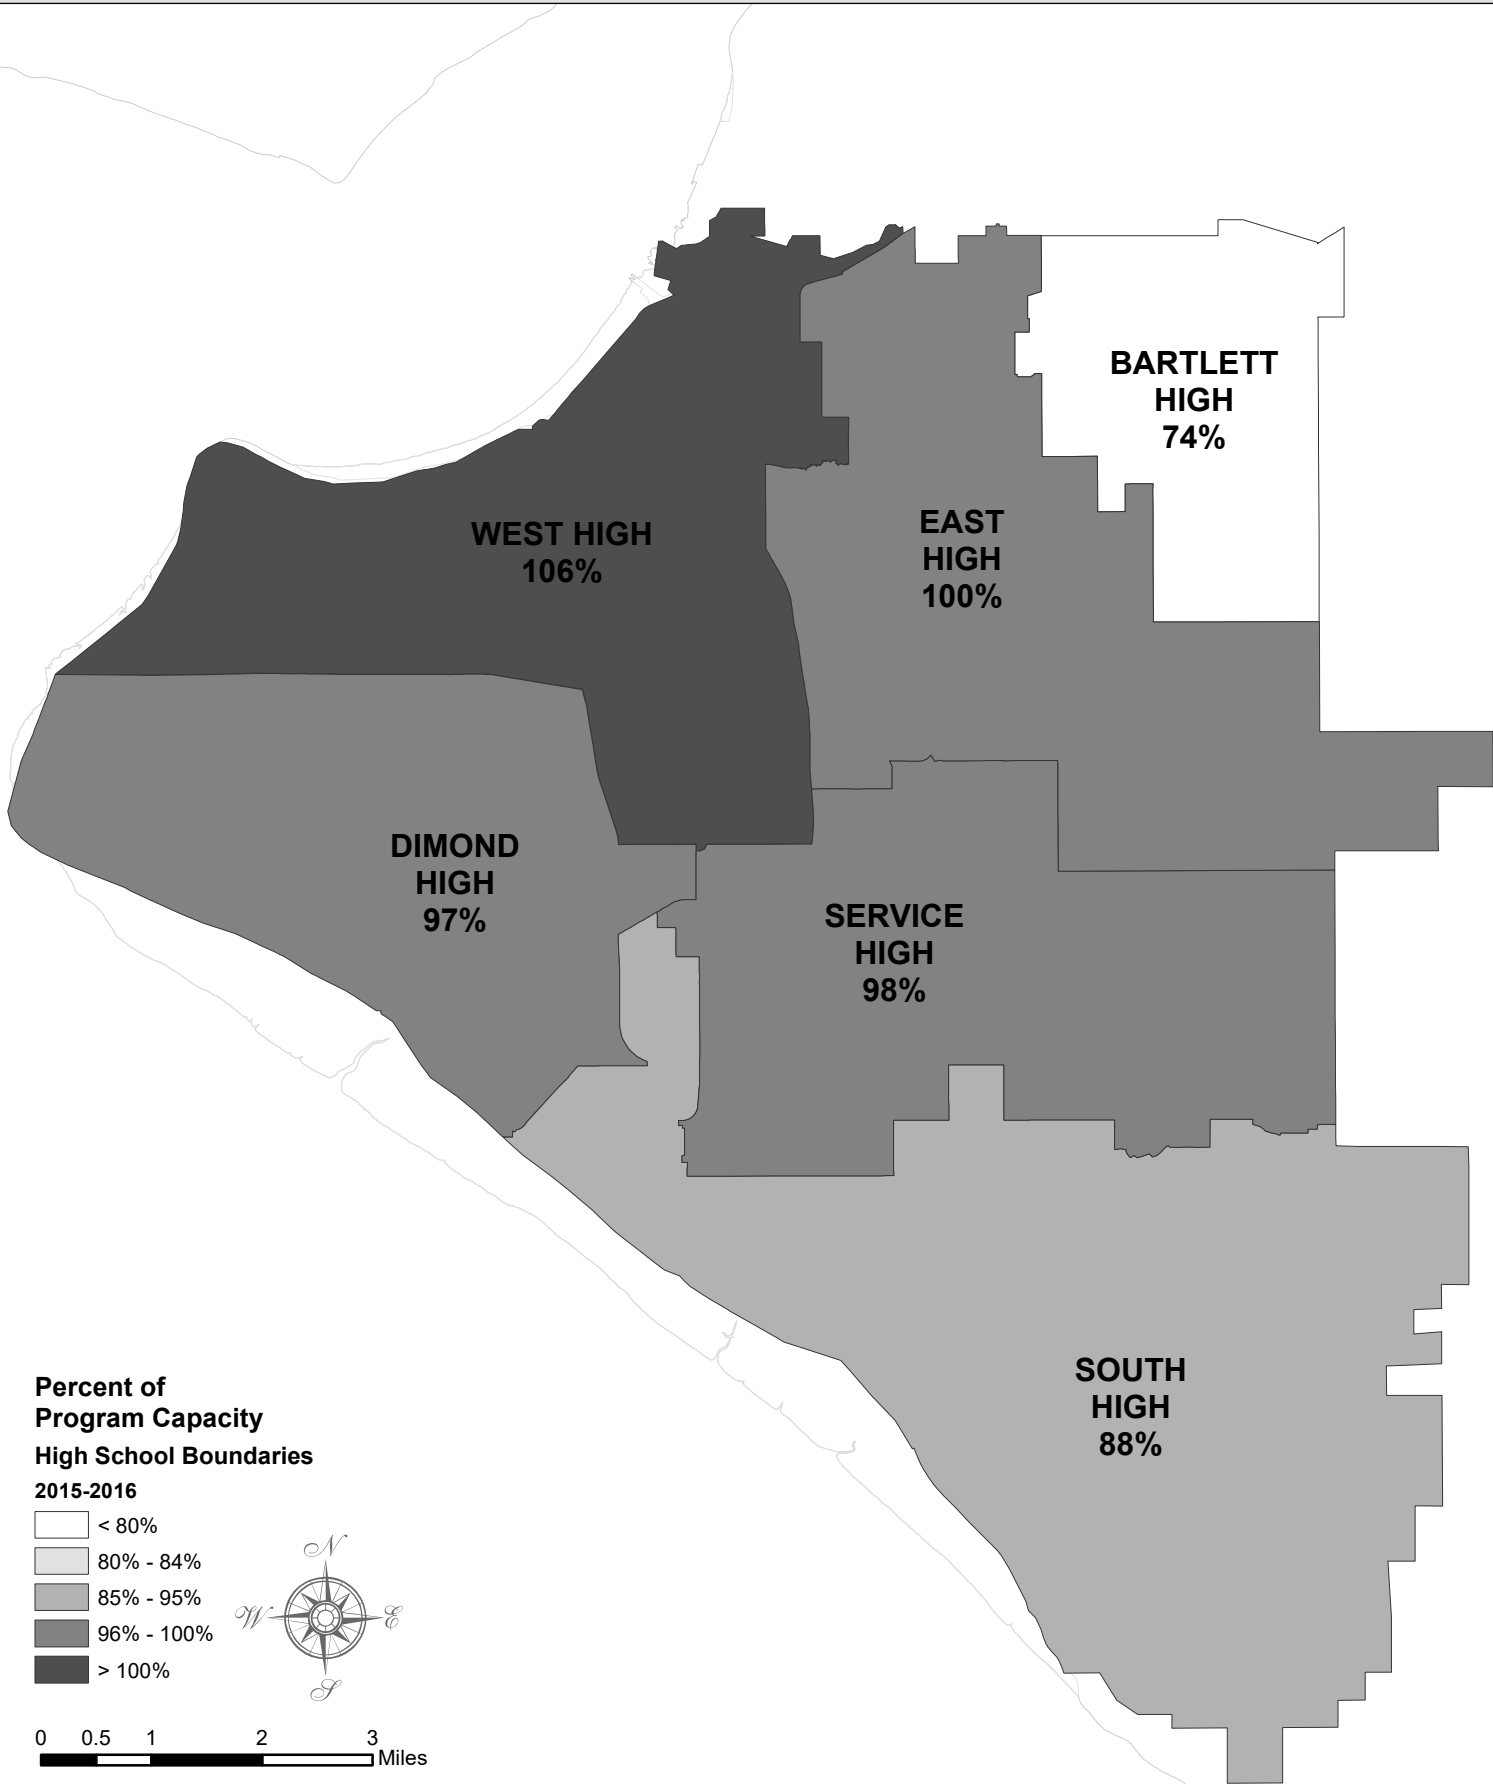 BARTLETT
HIGH
74%
WEST HIGH
106%
EAST
HIGH
100%
DIMOND
HIGH
97%
SERVICE
HIGH
98%
SOUTH
HIGH
88%
Percent of
Program Capacity
High School Boundaries
2015-2016
< 80%
80% - 84%
85% - 95%
96% - 100%
> 100%
N
W E
S
0 0.5 1 2 3
Miles